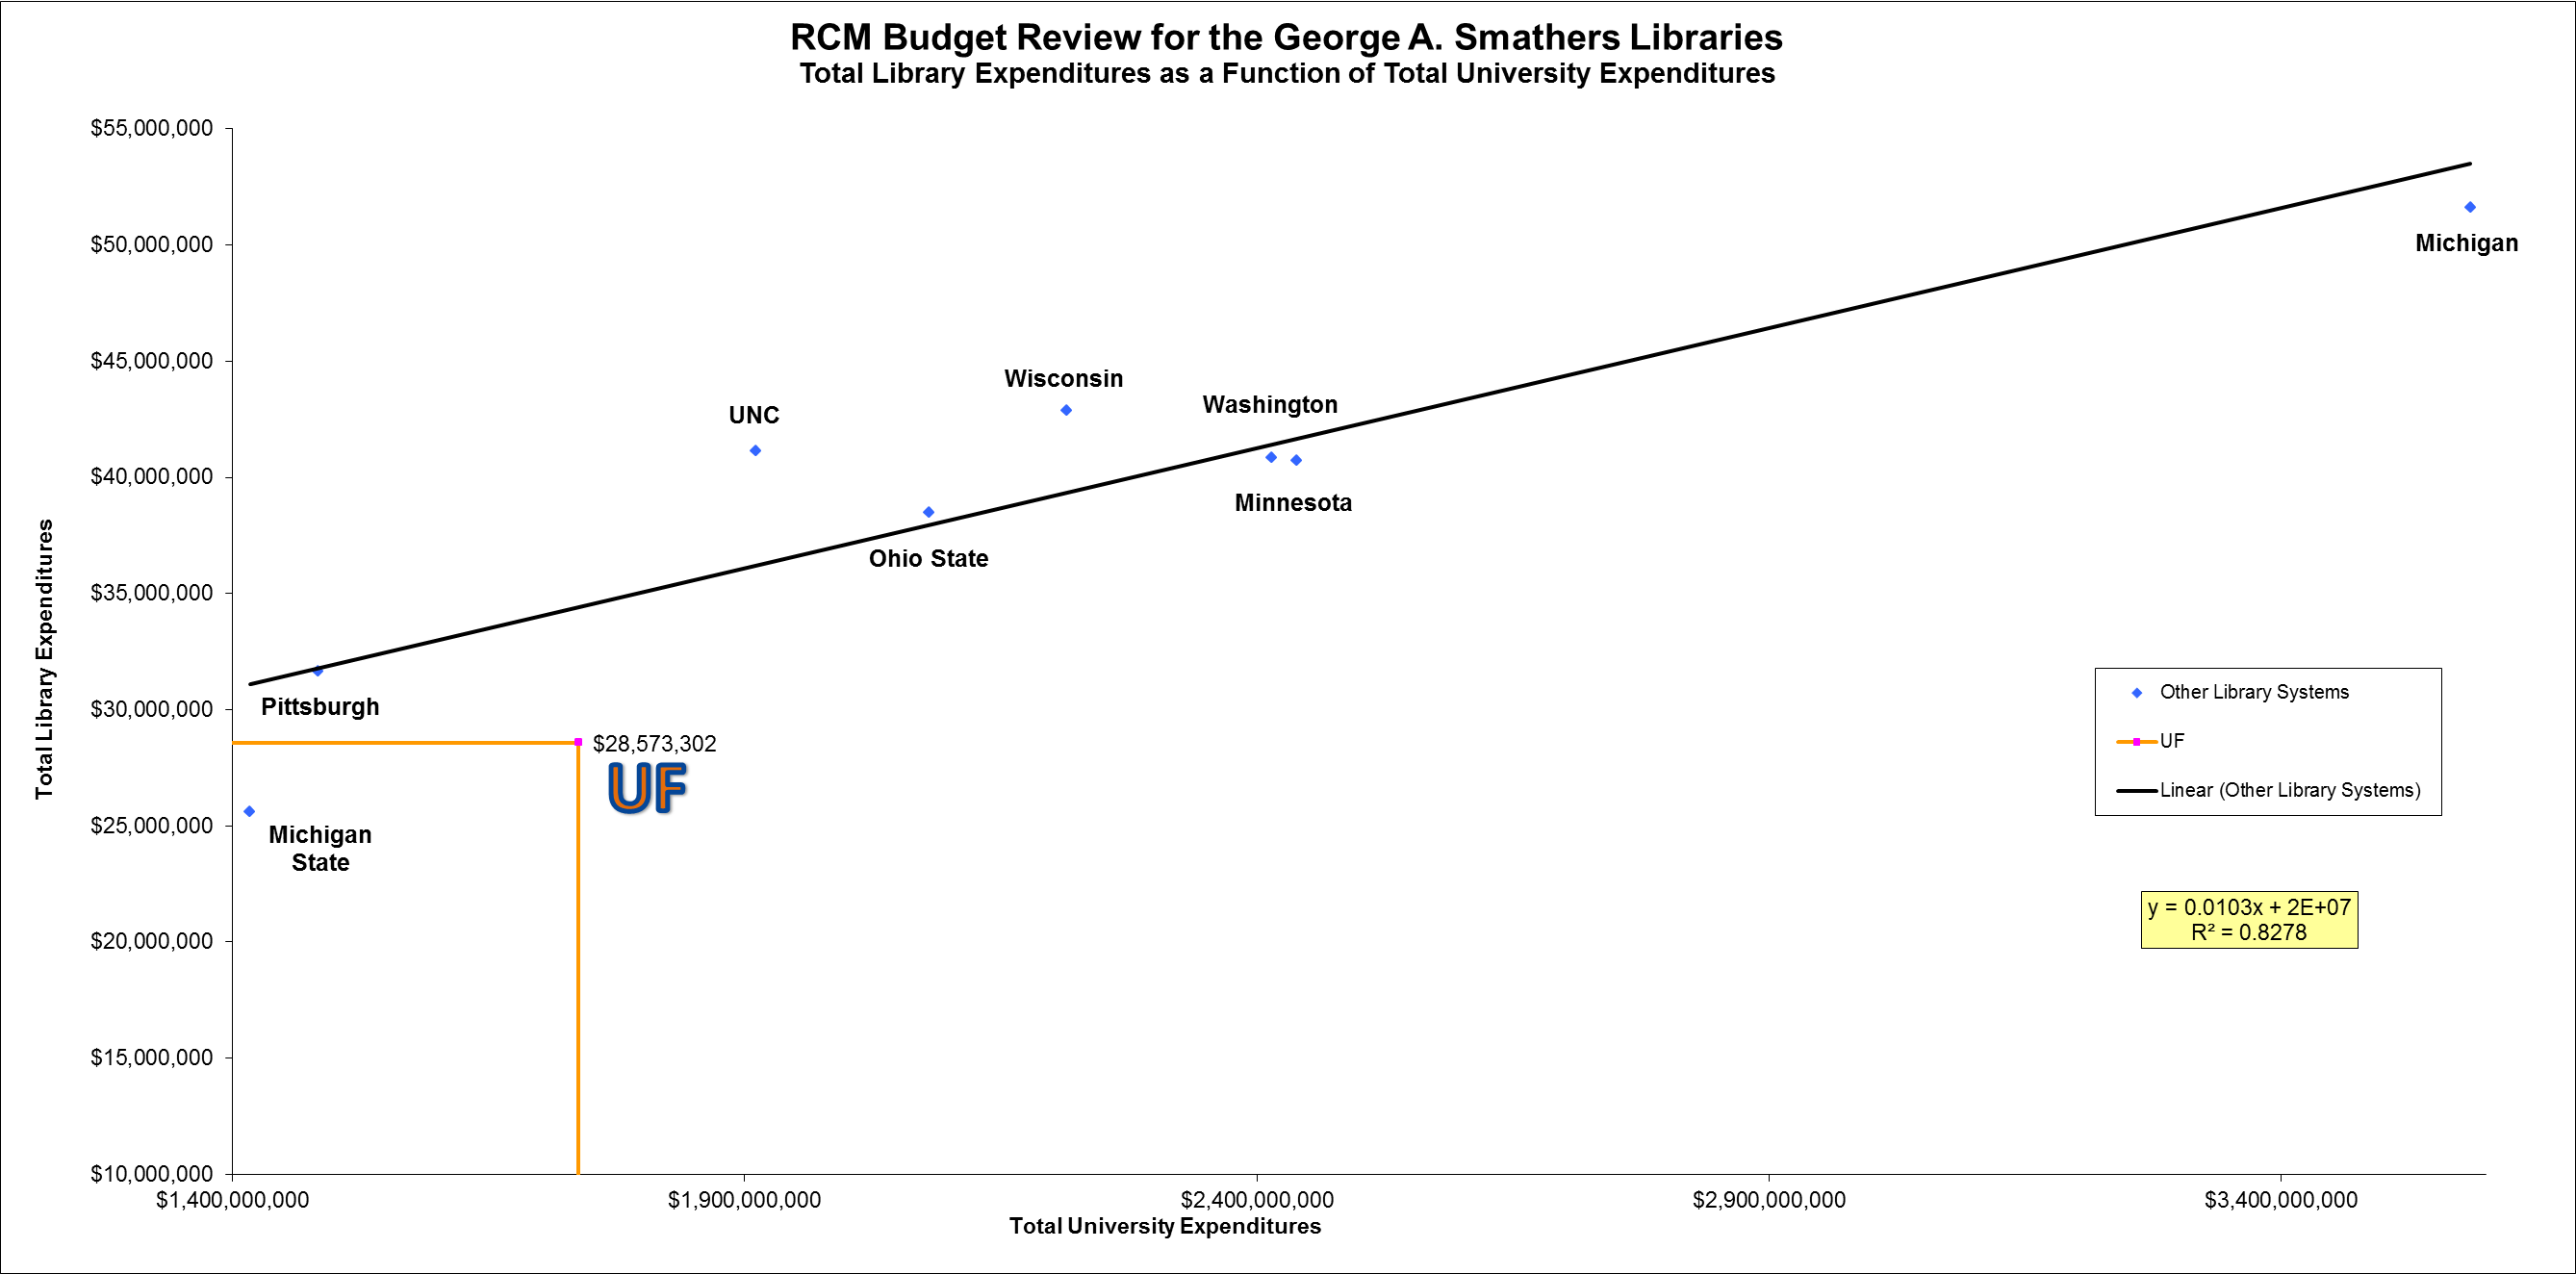 RCM Budget Review for the George A. Smathers Libraries
Total Library Expenditures as a Function of Total University Expenditures
Total Library Expenditures
$55,000,000
$50,000,000
$45,000,000
$40,000,000
$35,000,000
$30,000,000
$25,000,000
$20,000,000
$15,000,000
$10,000,000
Michigan
Wisconsin
Washington
UNC
Minnesota
Ohio State
Pittsburgh
$28,573,302
UF
Michigan
State
Other Library Systems
UF
Linear (Other Library Systems)
y = 0.0103x + 2E+07
R² = 0.8278
$1,400,000,000
$1,900,000,000
$2,400,000,000
$2,900,000,000
$3,400,000,000
Total University Expenditures